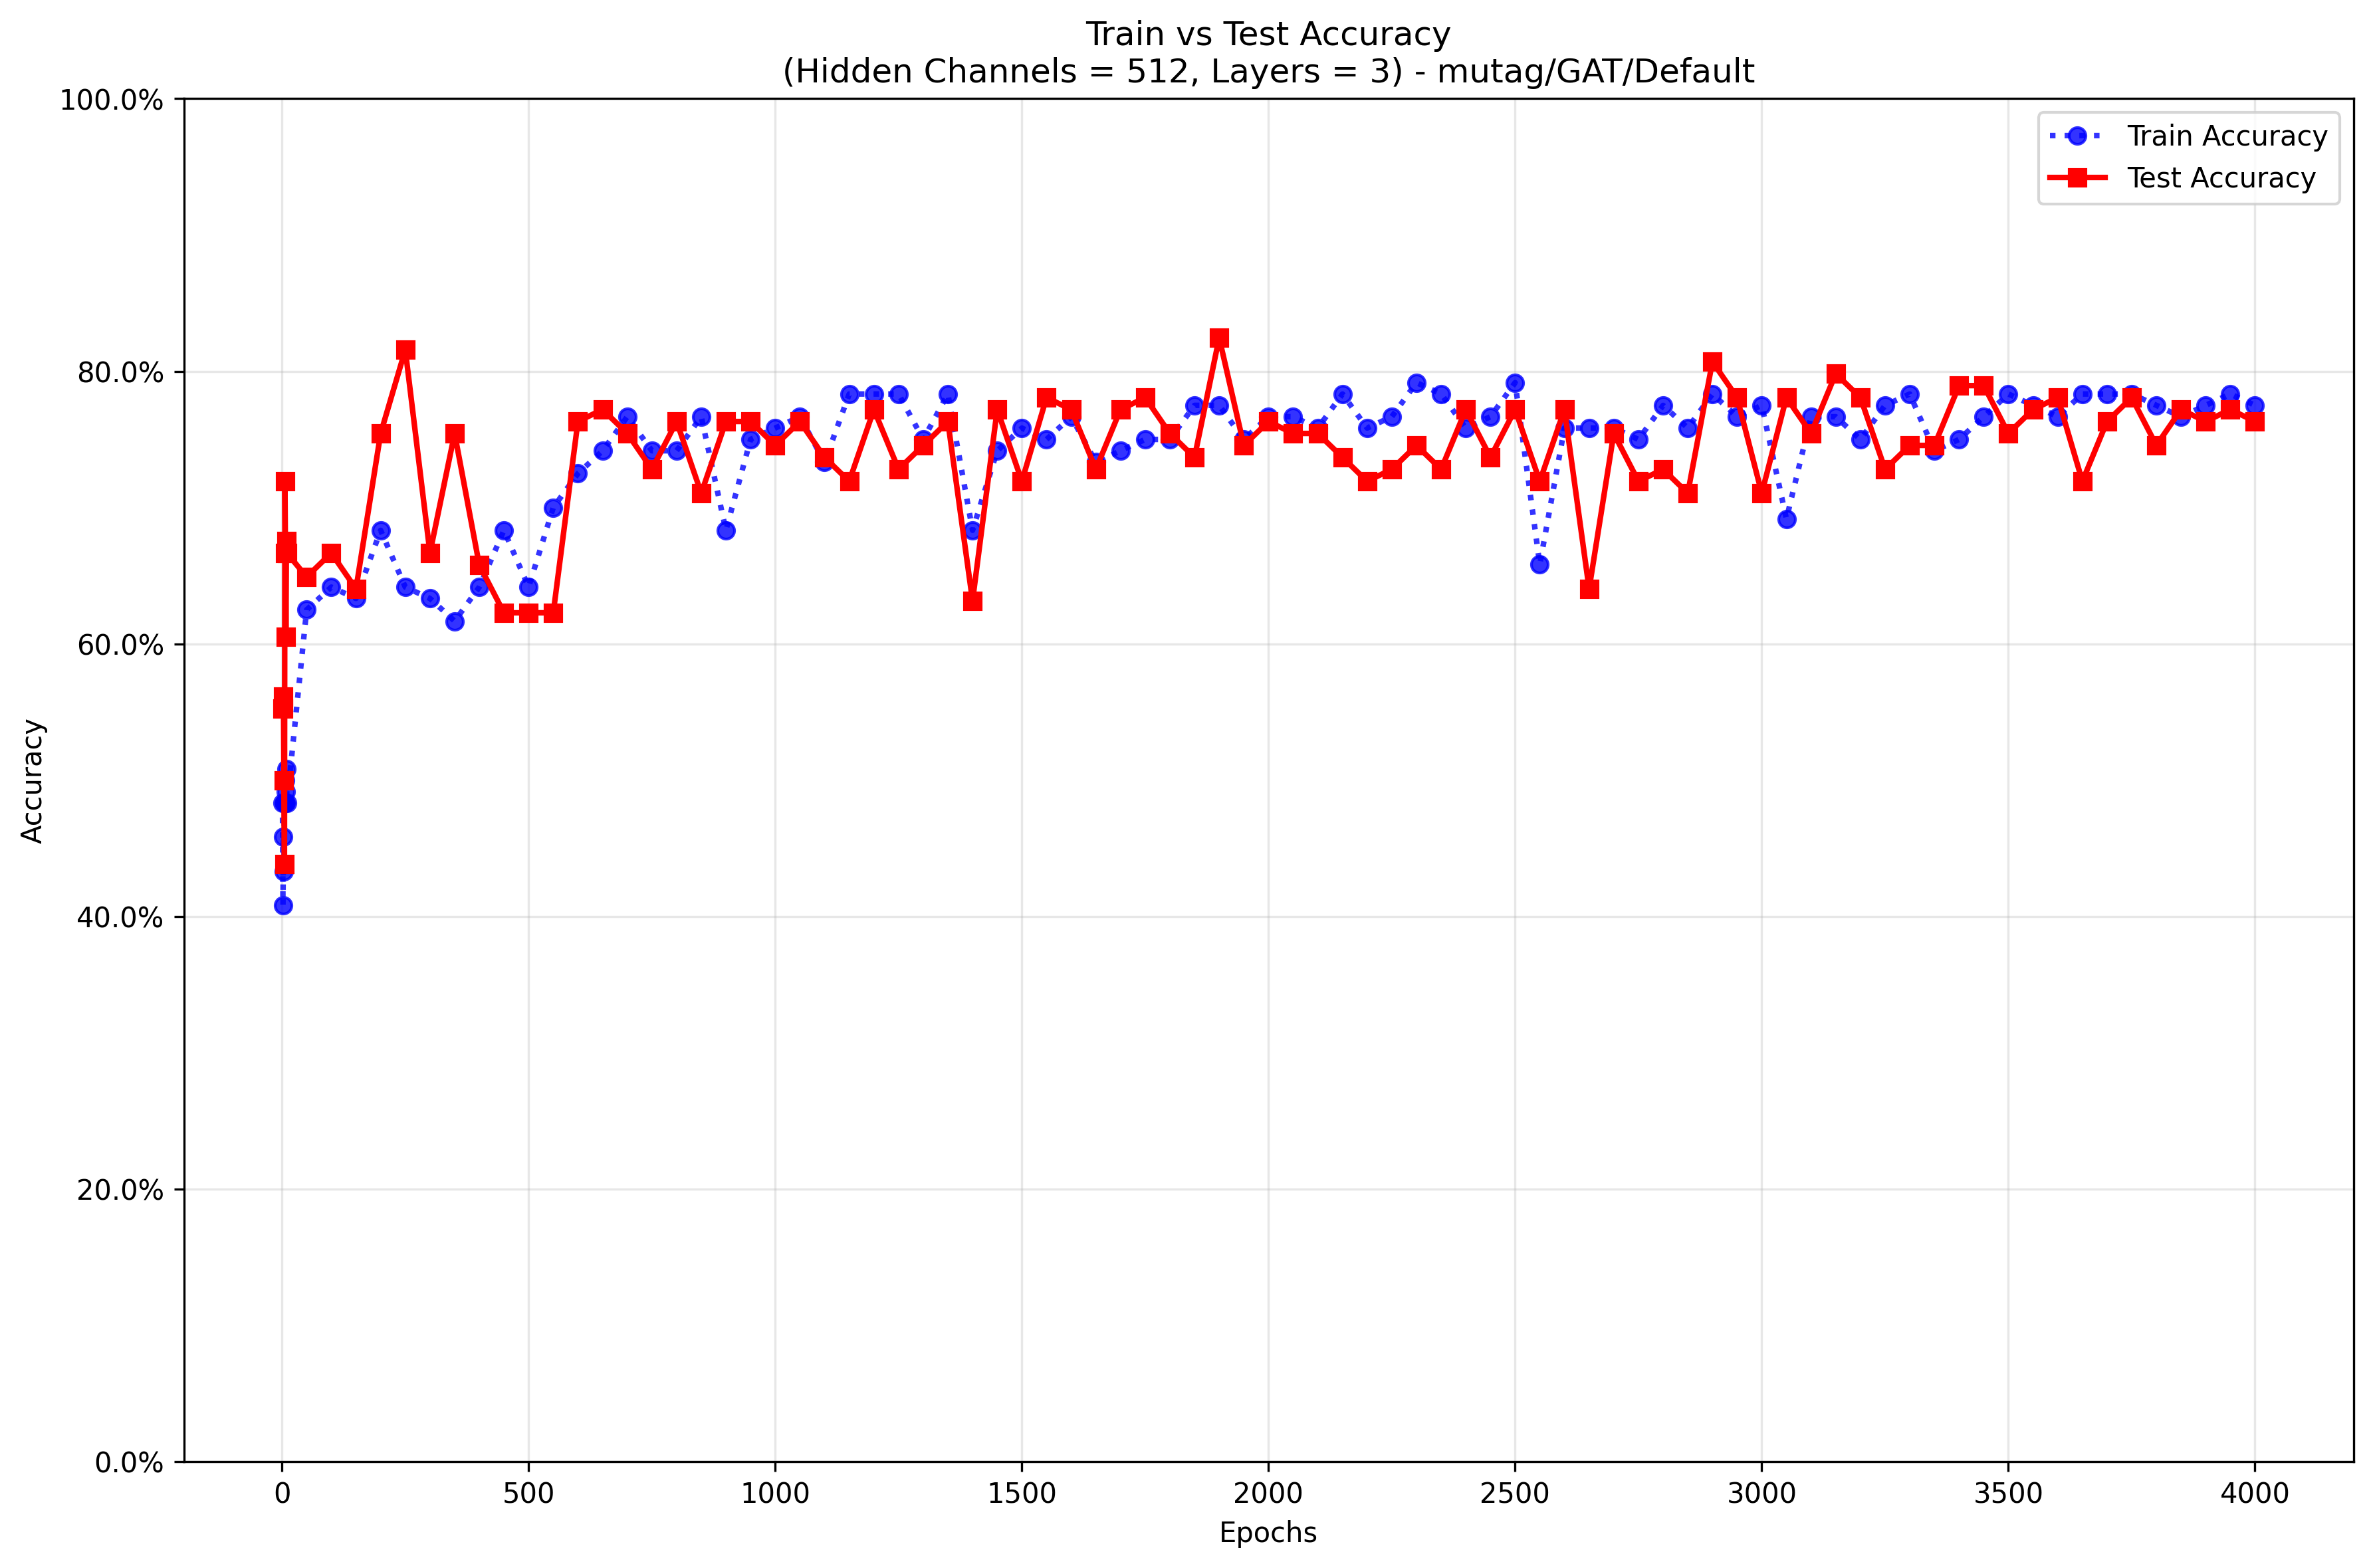 Train vs Test Accuracy
(Hidden Channels = 512, Layers = 3) - mutag/GAT/Default
100.0%
80.0%
60.0%
40.0%
20.0%
0.0%
Accuracy
Train Accuracy
Test Accuracy
0
500
1000
1500
2000
2500
3000
3500
4000
Epochs